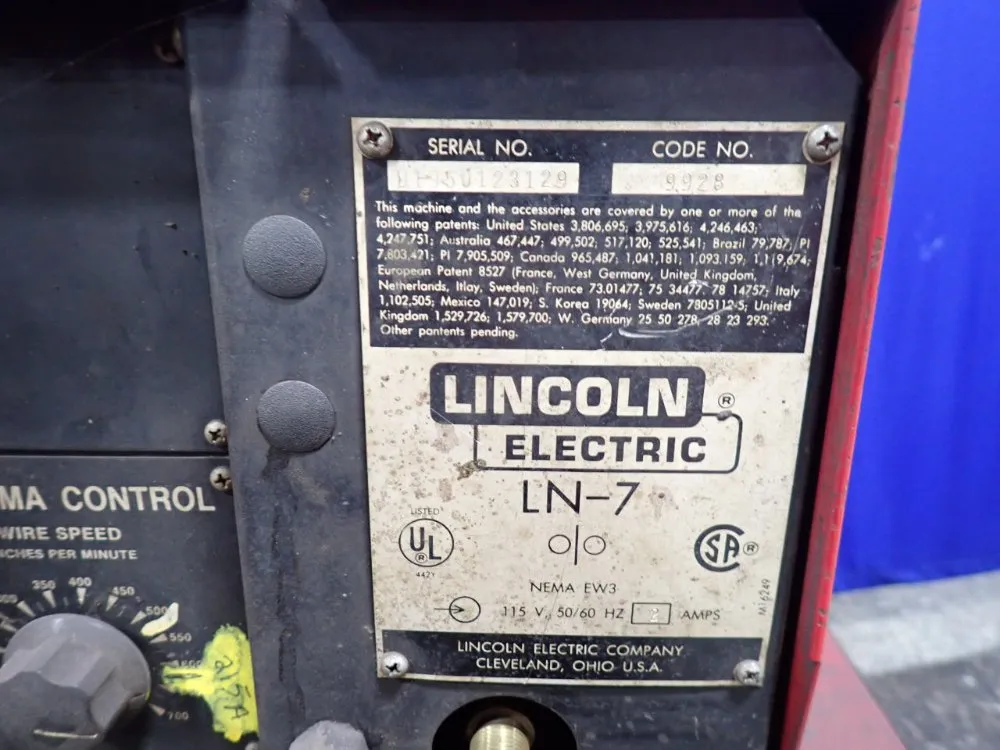 SERIAL NO. CODE NO.
9928
This machine and the accessories are covered by one or more of the
following patents: United States 3,806,695; 3,975,616; 4,246,463;
4,247,751; Australia 467,447; 499,502; 517,120; 525,541; Brazil 79,787; PI
7,803,421; PI 7,905,509; Canada 965,487; 1,041,181; 1,093,159; 1,119,674;
European Patent 8527 (France, West Germany, United Kingdom,
Netherlands, Itlay, Sweden); France 73.01477; 75 34477; 78 14757; Italy
1,102,505; Mexico 147,019; S. Korea 19064; Sweden 7805112-5; United
Kingdom 1,529,726; 1,579,700; W. Germany 25 50 278, 28 23 293.
Other pantents pending.
LINCOLN ®
ELECTRIC
LN-7
LISTED
UL
®
442Y
SA ®
NEMA EW3
115 V, 50/60 HZ 2 AMPS
M16249
LINCOLN ELECTRIC COMPANY
CLEVELAND, OHIO U.S.A.
MA CONTROL
WIRE SPEED
NCHES PER MINUTE
350 400 450 500 550 600 700